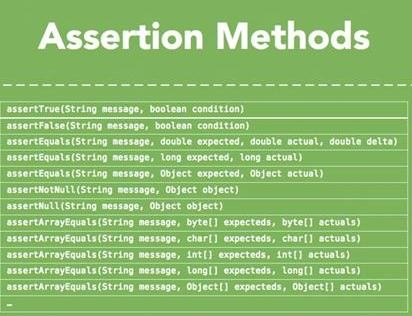 Assertion Methods
assertTrue(String message, boolean condition)
assertFalse(String message, boolean condition)
assertEquals(String message, double expected, double actual, double delta)
assertEquals(String message, long expected, long actual)
assertEquals(String message, Object expected, Object actual)
assertNotNull(String message, Object object)
assertNull(String message, Object object)
assertArrayEquals(String message, byte[] expecteds, byte[] actuals)
assertArrayEquals(String message, char[] expecteds, char[] actuals)
assertArrayEquals(String message, int[] expecteds, int[] actuals)
assertArrayEquals(String message, long[] expecteds, long[] actuals)
assertArrayEquals(String message, Object[] expecteds, Object[] actuals)
…